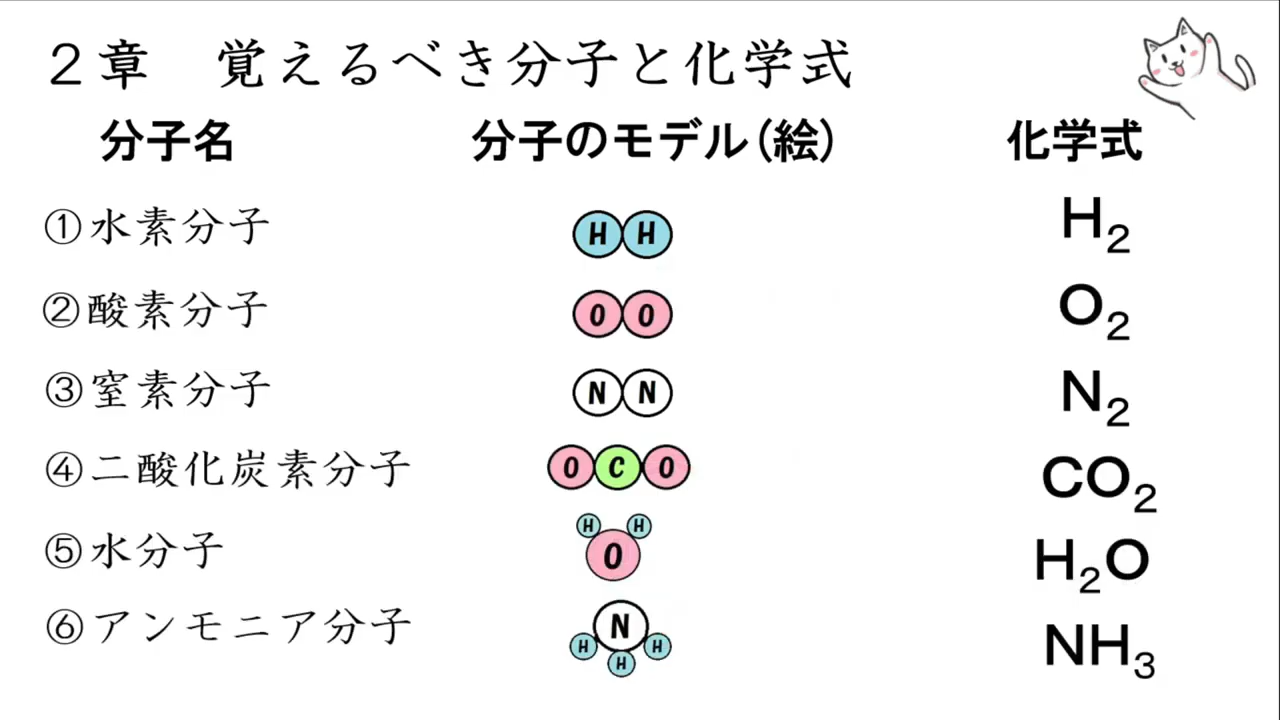 ２章　覚えるべき分子と化学式
分子名 分子のモデル(絵) 化学式
①水素分子 H H H₂
②酸素分子 O O O₂
③窒素分子 N N N₂
④二酸化炭素分子 O C O CO₂
⑤水分子 H H O H₂O
⑥アンモニア分子 N H H H NH₃